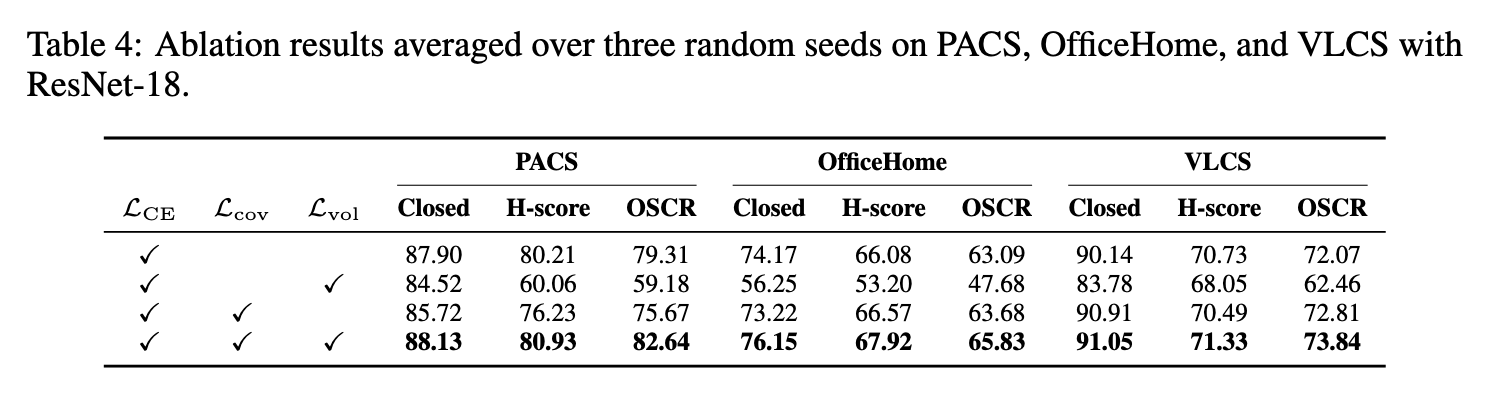 Table 4: Ablation results averaged over three random seeds on PACS, OfficeHome, and VLCS with
ResNet-18.
PACS OfficeHome VLCS
ℒCE ℒcov ℒvol Closed H-score OSCR Closed H-score OSCR Closed H-score OSCR
✓ 87.90 80.21 79.31 74.17 66.08 63.09 90.14 70.73 72.07
✓ ✓ 84.52 60.06 59.18 56.25 53.20 47.68 83.78 68.05 62.46
✓ ✓ 85.72 76.23 75.67 73.22 66.57 63.68 90.91 70.49 72.81
✓ ✓ ✓ 88.13 80.93 82.64 76.15 67.92 65.83 91.05 71.33 73.84